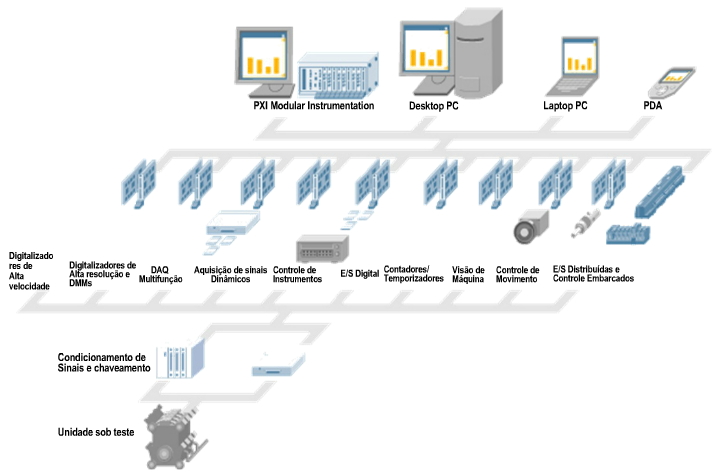 PXI Modular Instrumentation
Desktop PC
Laptop PC
PDA
Digitalizado
res de
Alta
velocidade
Digitalizadores de
Alta resolução e
DMMs
DAQ
Multifunção
Aquisição de sinais
Dinâmicos
Controle de
Instrumentos
E/S Digital
Contadores/
Temporizadores
Visão de
Máquina
Controle de
Movimento
E/S Distribuídas e
Controle Embarcados
Condicionamento de
Sinais e chaveamento
Unidade sob teste